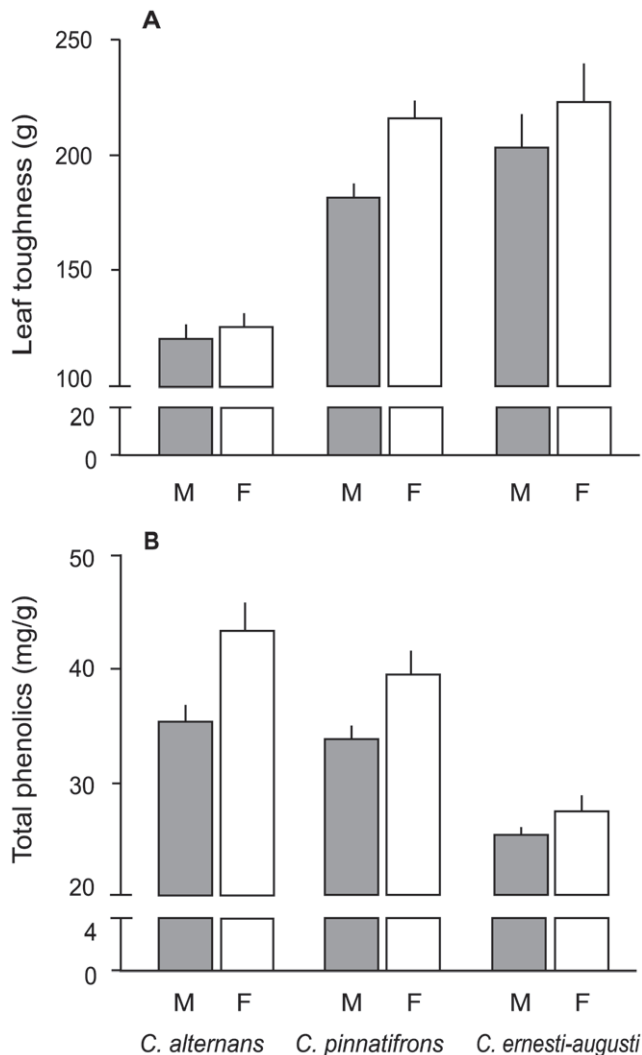 A
Leaf toughness (g)
250
200
150
100
20
0
M F M F M F
B
Total phenolics (mg/g)
50
40
30
20
4
0
M F M F M F
C. alternans C. pinnatifrons C. ernesti-augusti